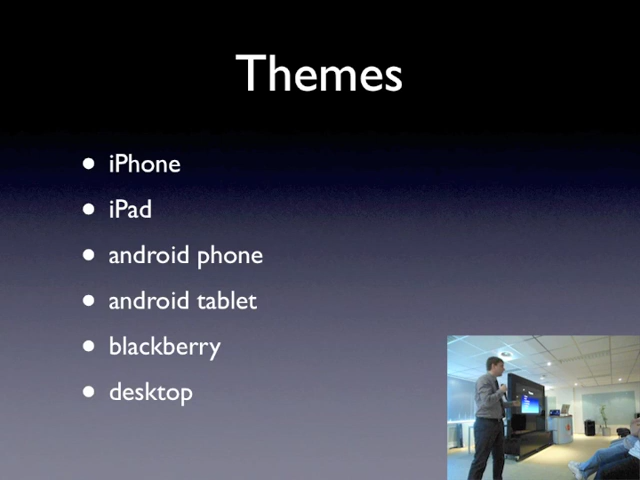 Themes
• iPhone
• iPad
• android phone
• android tablet
• blackberry
• desktop